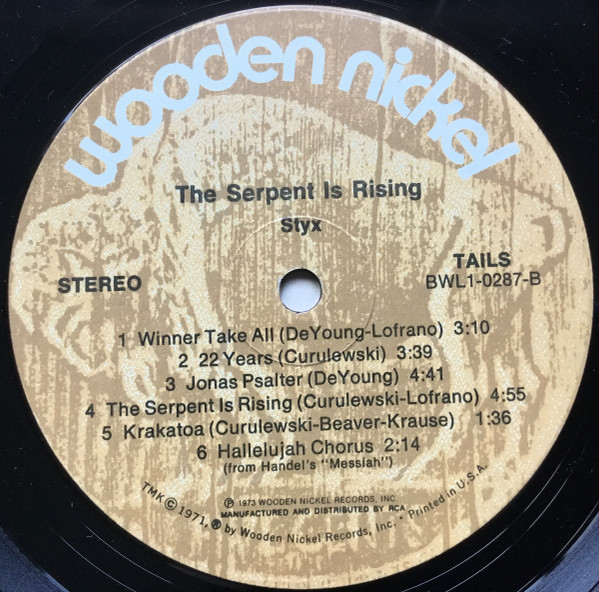 wooden nickel
The Serpent Is Rising
Styx
STEREO
TAILS
BWL1-0287-B
1 Winner Take All (DeYoung-Lofrano) 3:10
2 22 Years (Curulewski) 3:39
3 Jonas Psalter (DeYoung) 4:41
4 The Serpent Is Rising (Curulewski-Lofrano) 4:55
5 Krakatoa (Curulewski-Beaver-Krause) 1:36
6 Hallelujah Chorus 2:14
(from Handel's "Messiah")
℗ 1973 WOODEN NICKEL RECORDS, INC
MANUFACTURED AND DISTRIBUTED BY RCA
TMK © 1971, ® by Wooden Nickel Records, Inc. • Printed in U.S.A.